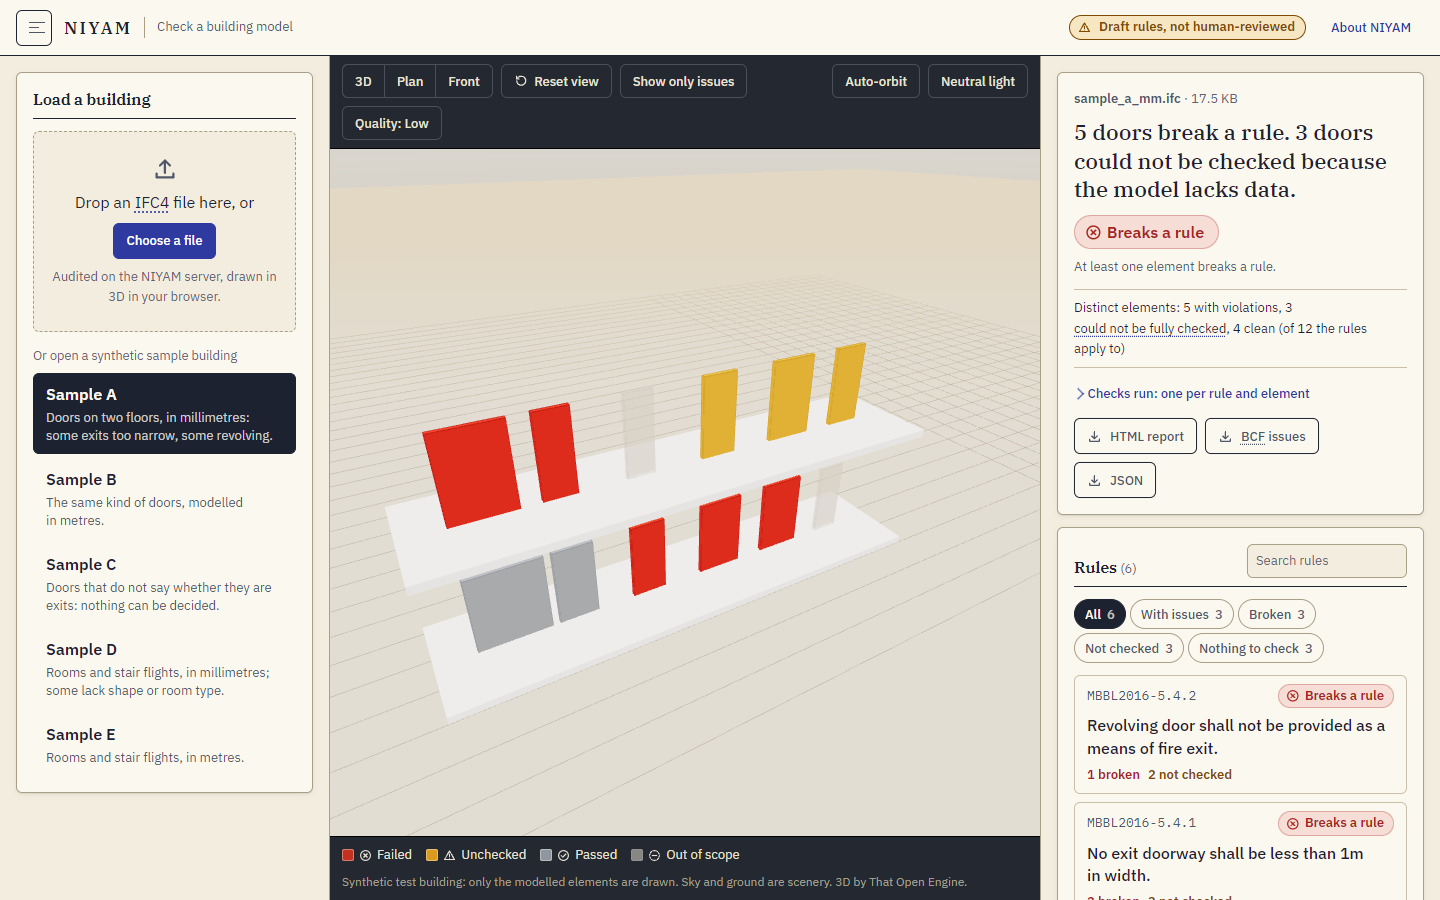 NIYAM
Check a building model
Draft rules, not human-reviewed
About NIYAM
Load a building
Drop an IFC4 file here, or
Choose a file
Audited on the NIYAM server, drawn in
3D in your browser.
Or open a synthetic sample building
Sample A
Doors on two floors, in millimetres:
some exits too narrow, some revolving.
Sample B
The same kind of doors, modelled
in metres.
Sample C
Doors that do not say whether they are
exits: nothing can be decided.
Sample D
Rooms and stair flights, in millimetres;
some lack shape or room type.
Sample E
Rooms and stair flights, in metres.
3D Plan Front Reset view Show only issues Auto-orbit Neutral light
Quality: Low
Failed Unchecked Passed Out of scope
Synthetic test building: only the modelled elements are drawn. Sky and ground are scenery. 3D by That Open Engine.
sample_a_mm.ifc · 17.5 KB
5 doors break a rule. 3 doors
could not be checked because
the model lacks data.
Breaks a rule
At least one element breaks a rule.
Distinct elements: 5 with violations, 3
could not be fully checked, 4 clean (of 12 the rules
apply to)
Checks run: one per rule and element
HTML report BCF issues
JSON
Rules (6) Search rules
All 6 With issues 3 Broken 3
Not checked 3 Nothing to check 3
MBBL2016-5.4.2 Breaks a rule
Revolving door shall not be provided as a
means of fire exit.
1 broken 2 not checked
MBBL2016-5.4.1 Breaks a rule
No exit doorway shall be less than 1m
in width.